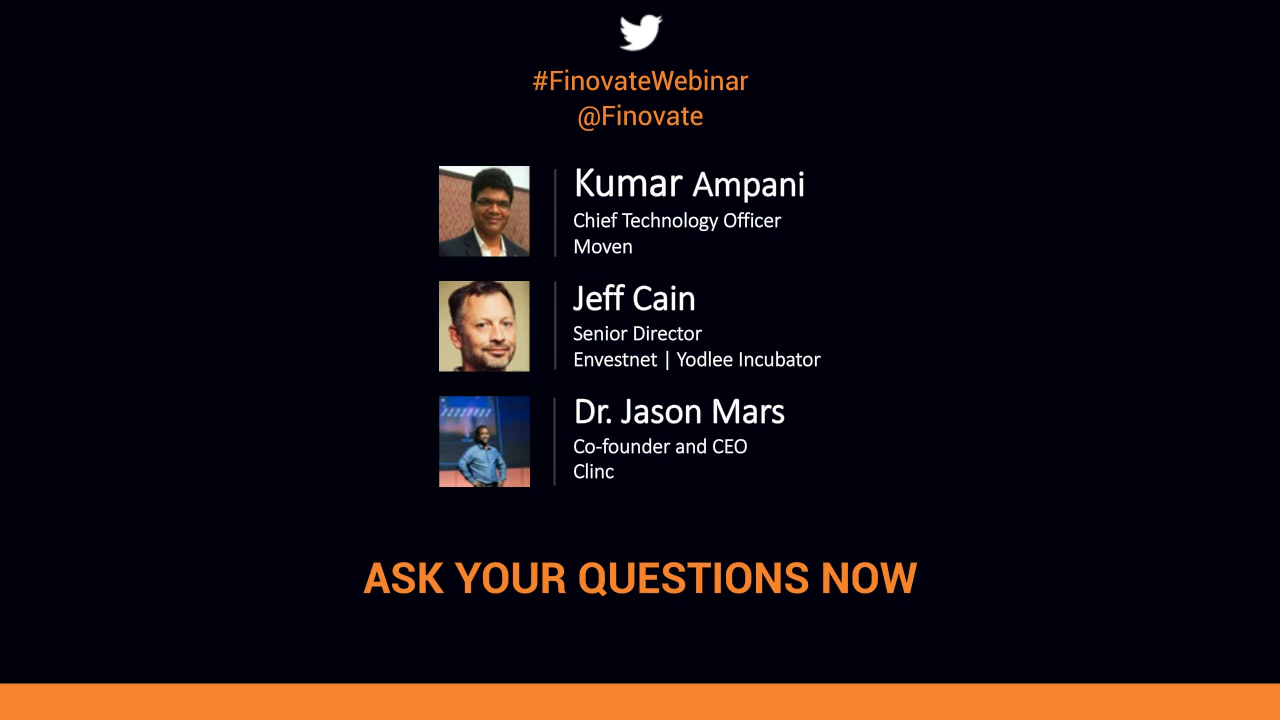 #FinovateWebinar
@Finovate
Kumar Ampani
Chief Technology Officer
Moven
Jeff Cain
Senior Director
Envestnet | Yodlee Incubator
Dr. Jason Mars
Co-founder and CEO
Clinc
ASK YOUR QUESTIONS NOW